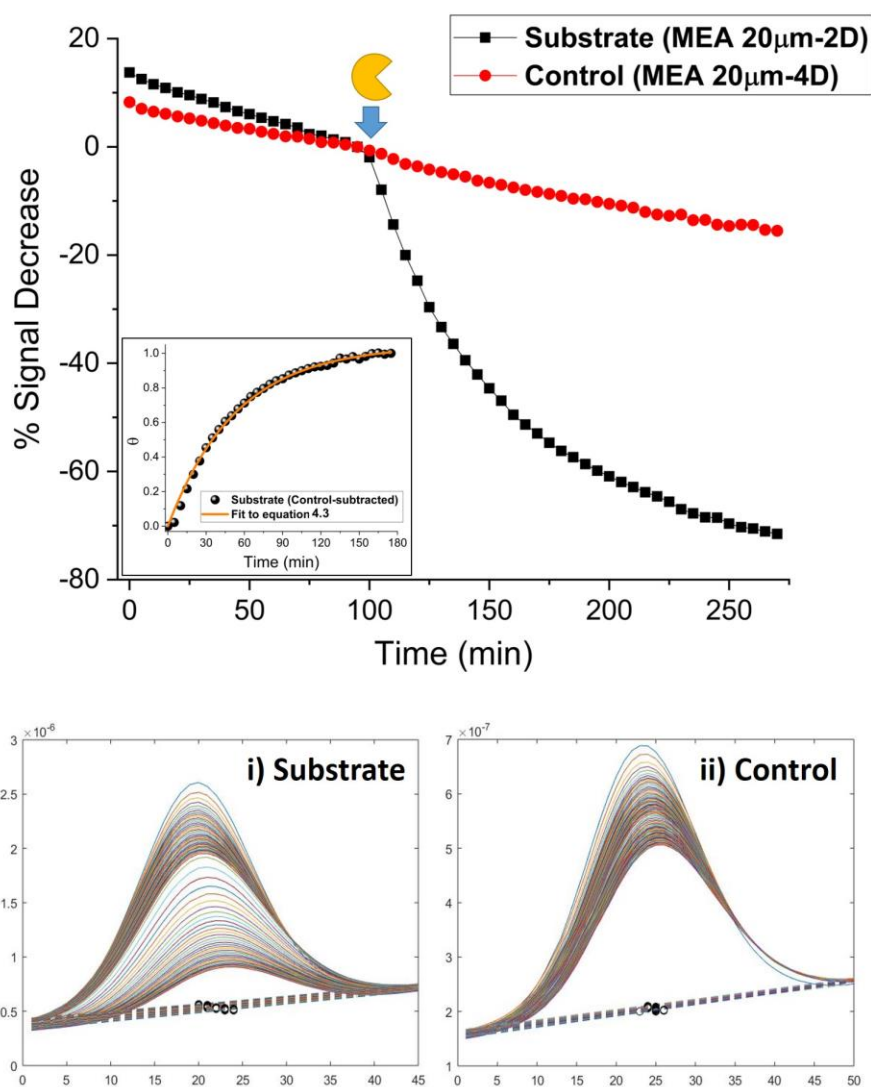 Substrate (MEA 20μm-2D)
Control (MEA 20μm-4D)
20
0
-20
-40
-60
-80
% Signal Decrease
0 50 100 150 200 250
Time (min)
1.0
0.8
0.6
0.4
0.2
0.0
θ
Substrate (Control-subtracted)
Fit to equation 4.3
0 30 60 90 120 150 180
Time (min)
×10⁻⁶
i) Substrate
3
2.5
2
1.5
1
0.5
0
0 5 10 15 20 25 30 35 40 45
×10⁻⁷
ii) Control
7
6
5
4
3
2
1
0 5 10 15 20 25 30 35 40 45 50